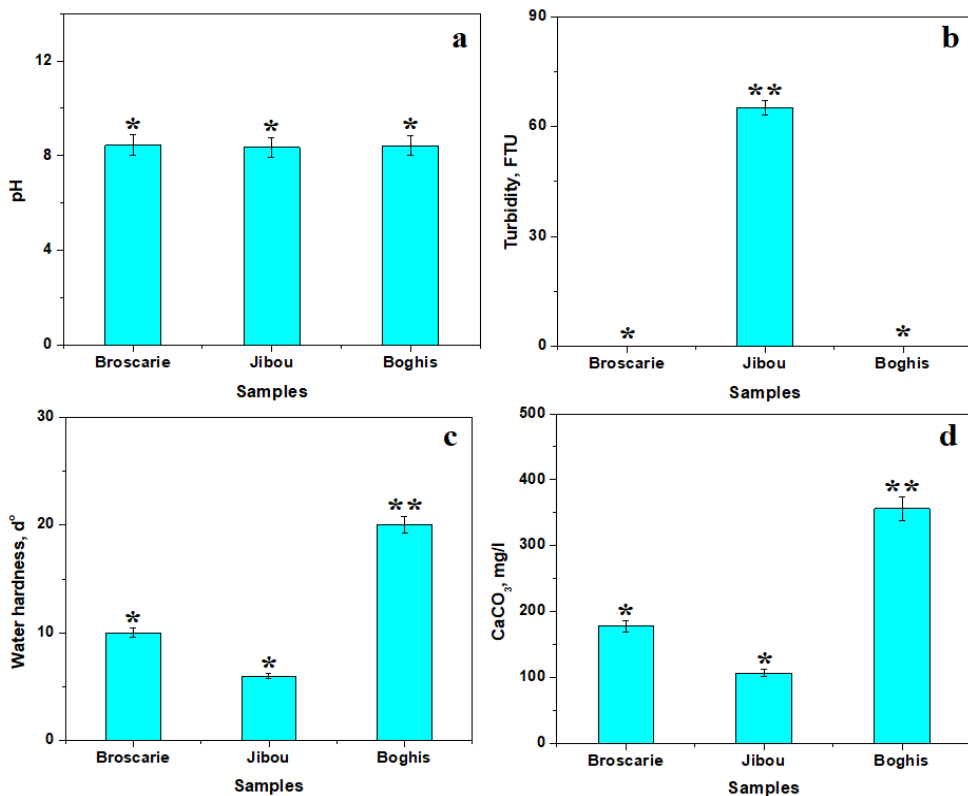 a
pH
12
8
4
0
*
*
*
Broscarie Jibou Boghis
Samples
b
Turbidity, FTU
90
60
30
0
*
**
*
Broscarie Jibou Boghis
Samples
c
Water hardness, d°
30
20
10
0
*
*
**
Broscarie Jibou Boghis
Samples
d
CaCO₃, mg/l
500
400
300
200
100
0
*
*
**
Broscarie Jibou Boghis
Samples